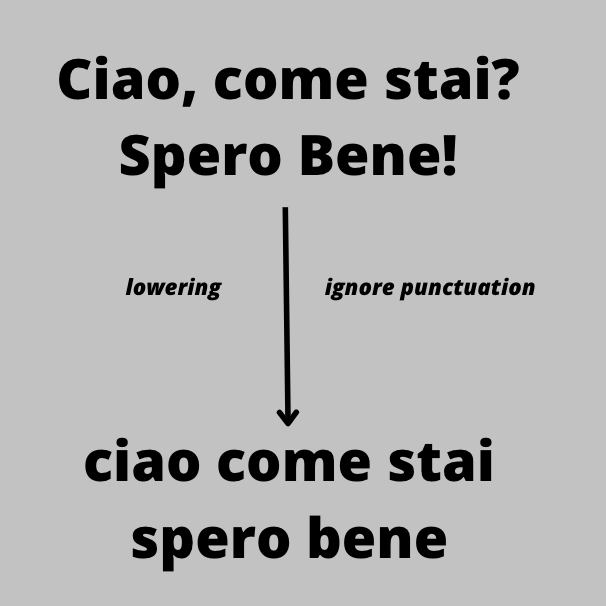 Ciao, come stai?
Spero Bene!
lowering
ignore punctuation
ciao come stai
spero bene